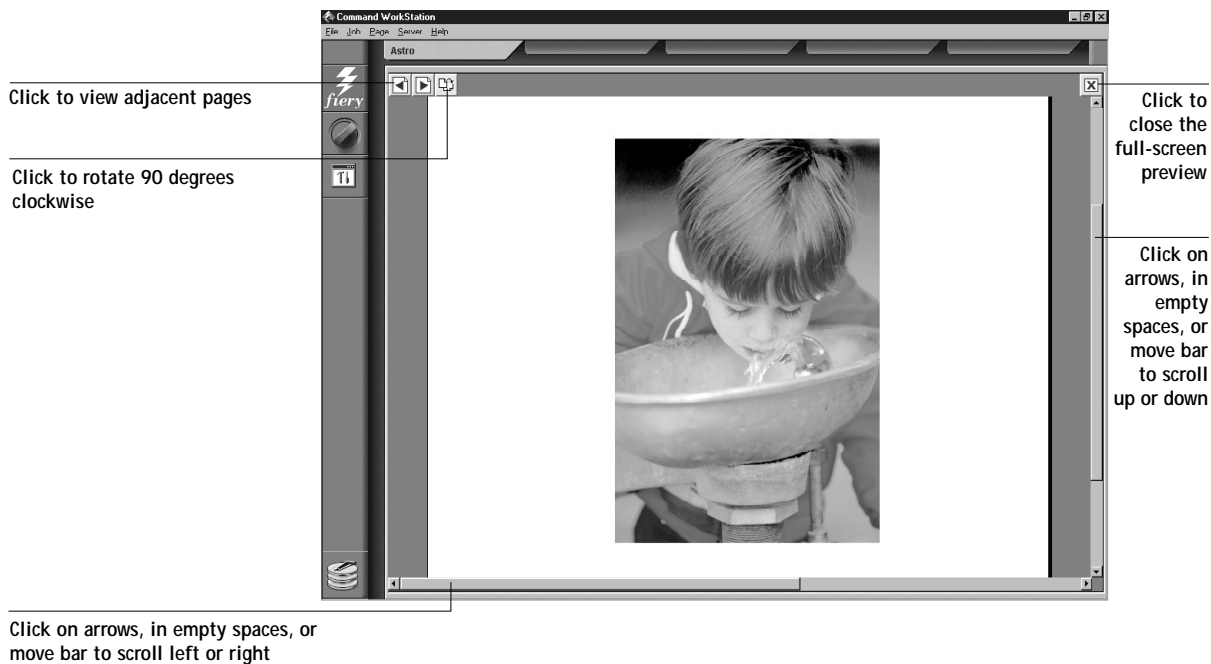 Command WorkStation
File Job Page Server Help
Astro
fiery
Click to view adjacent pages
Click to rotate 90 degrees
clockwise
Click to
close the
full-screen
preview
Click on
arrows, in
empty
spaces, or
move bar
to scroll
up or down
Click on arrows, in empty spaces, or
move bar to scroll left or right